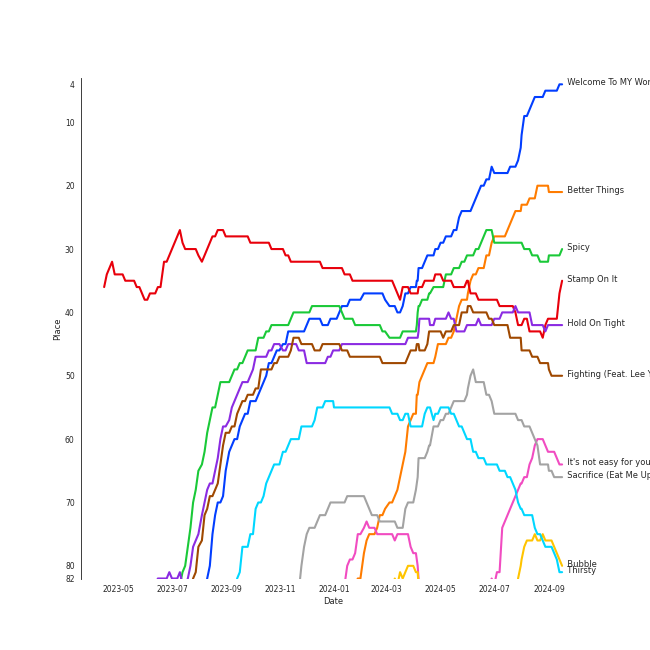 4
10
20
30
40
50
60
70
80
82
Place
2023-05
2023-07
2023-09
2023-11
2024-01
2024-03
2024-05
2024-07
2024-09
Date
Welcome To MY Wor
Better Things
Spicy
Stamp On It
Hold On Tight
Fighting (Feat. Lee Y
It's not easy for you
Sacrifice (Eat Me Up
Bubble
Thirsty